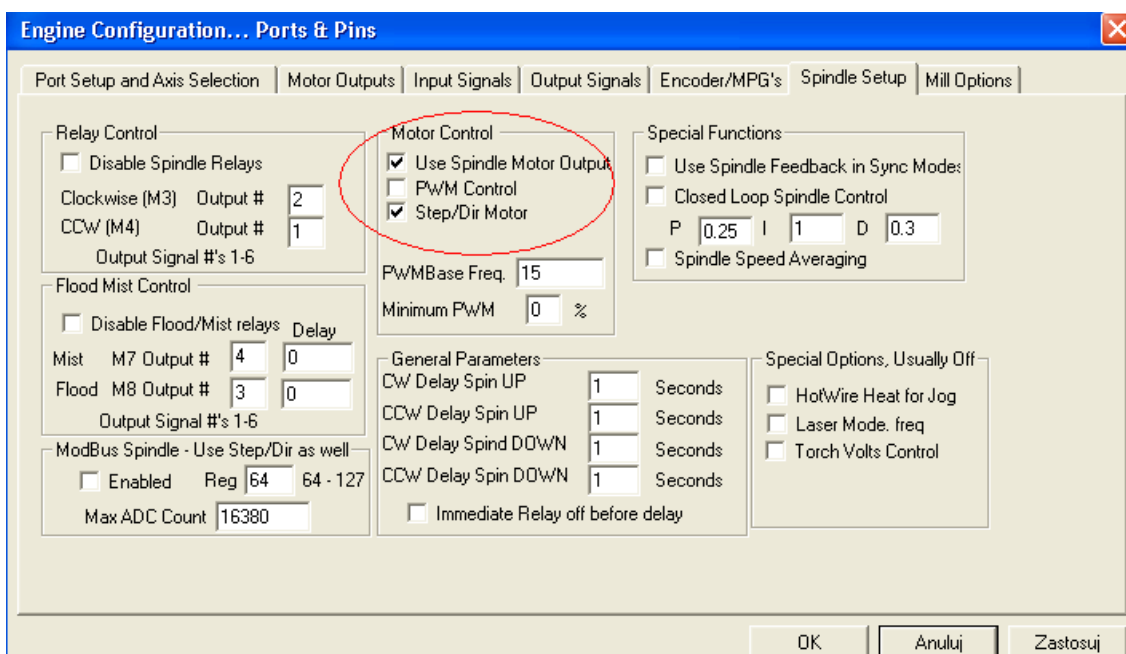 Engine Configuration... Ports & Pins
Port Setup and Axis Selection
Motor Outputs
Input Signals
Output Signals
Encoder/MPG's
Spindle Setup
Mill Options
Relay Control
Disable Spindle Relays
Clockwise (M3) Output # 2
CCW (M4) Output # 1
Output Signal #'s 1-6
Flood Mist Control
Disable Flood/Mist relays Delay
Mist M7 Output # 4 0
Flood M8 Output # 3 0
Output Signal #'s 1-6
ModBus Spindle - Use Step/Dir as well
Enabled Reg 64 64 - 127
Max ADC Count 16380
Motor Control
Use Spindle Motor Output
PWM Control
Step/Dir Motor
PWMBase Freq. 15
Minimum PWM 0 %
General Parameters
CW Delay Spin UP 1 Seconds
CCW Delay Spin UP 1 Seconds
CW Delay Spind DOWN 1 Seconds
CCW Delay Spin DOWN 1 Seconds
Immediate Relay off before delay
Special Functions
Use Spindle Feedback in Sync Modes
Closed Loop Spindle Control
P 0.25 I 1 D 0.3
Spindle Speed Averaging
Special Options, Usually Off
HotWire Heat for Jog
Laser Mode. freq
Torch Volts Control
OK
Anuluj
Zastosuj